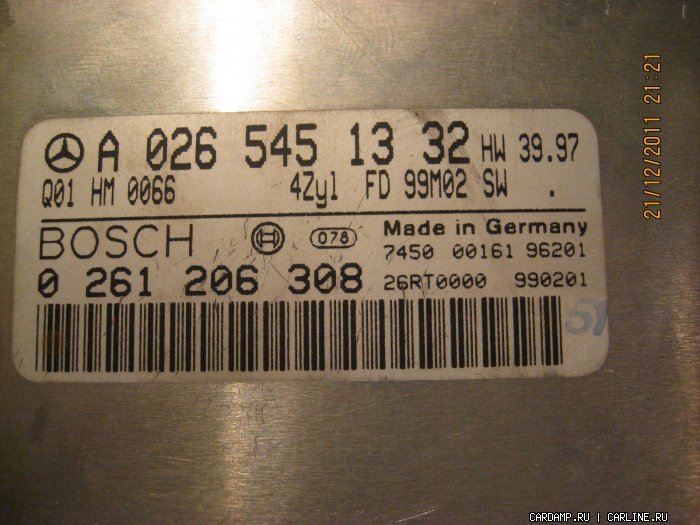 A 026 545 13 32 HW 39.97
Q01 HM 0066 4Zyl FD 99M02 SW .
BOSCH 078 Made in Germany
7450 00161 96201
0 261 206 308 26RT0000 990201
51
21/12/2011 21:21
CARDAMP.RU | CARLINE.RU